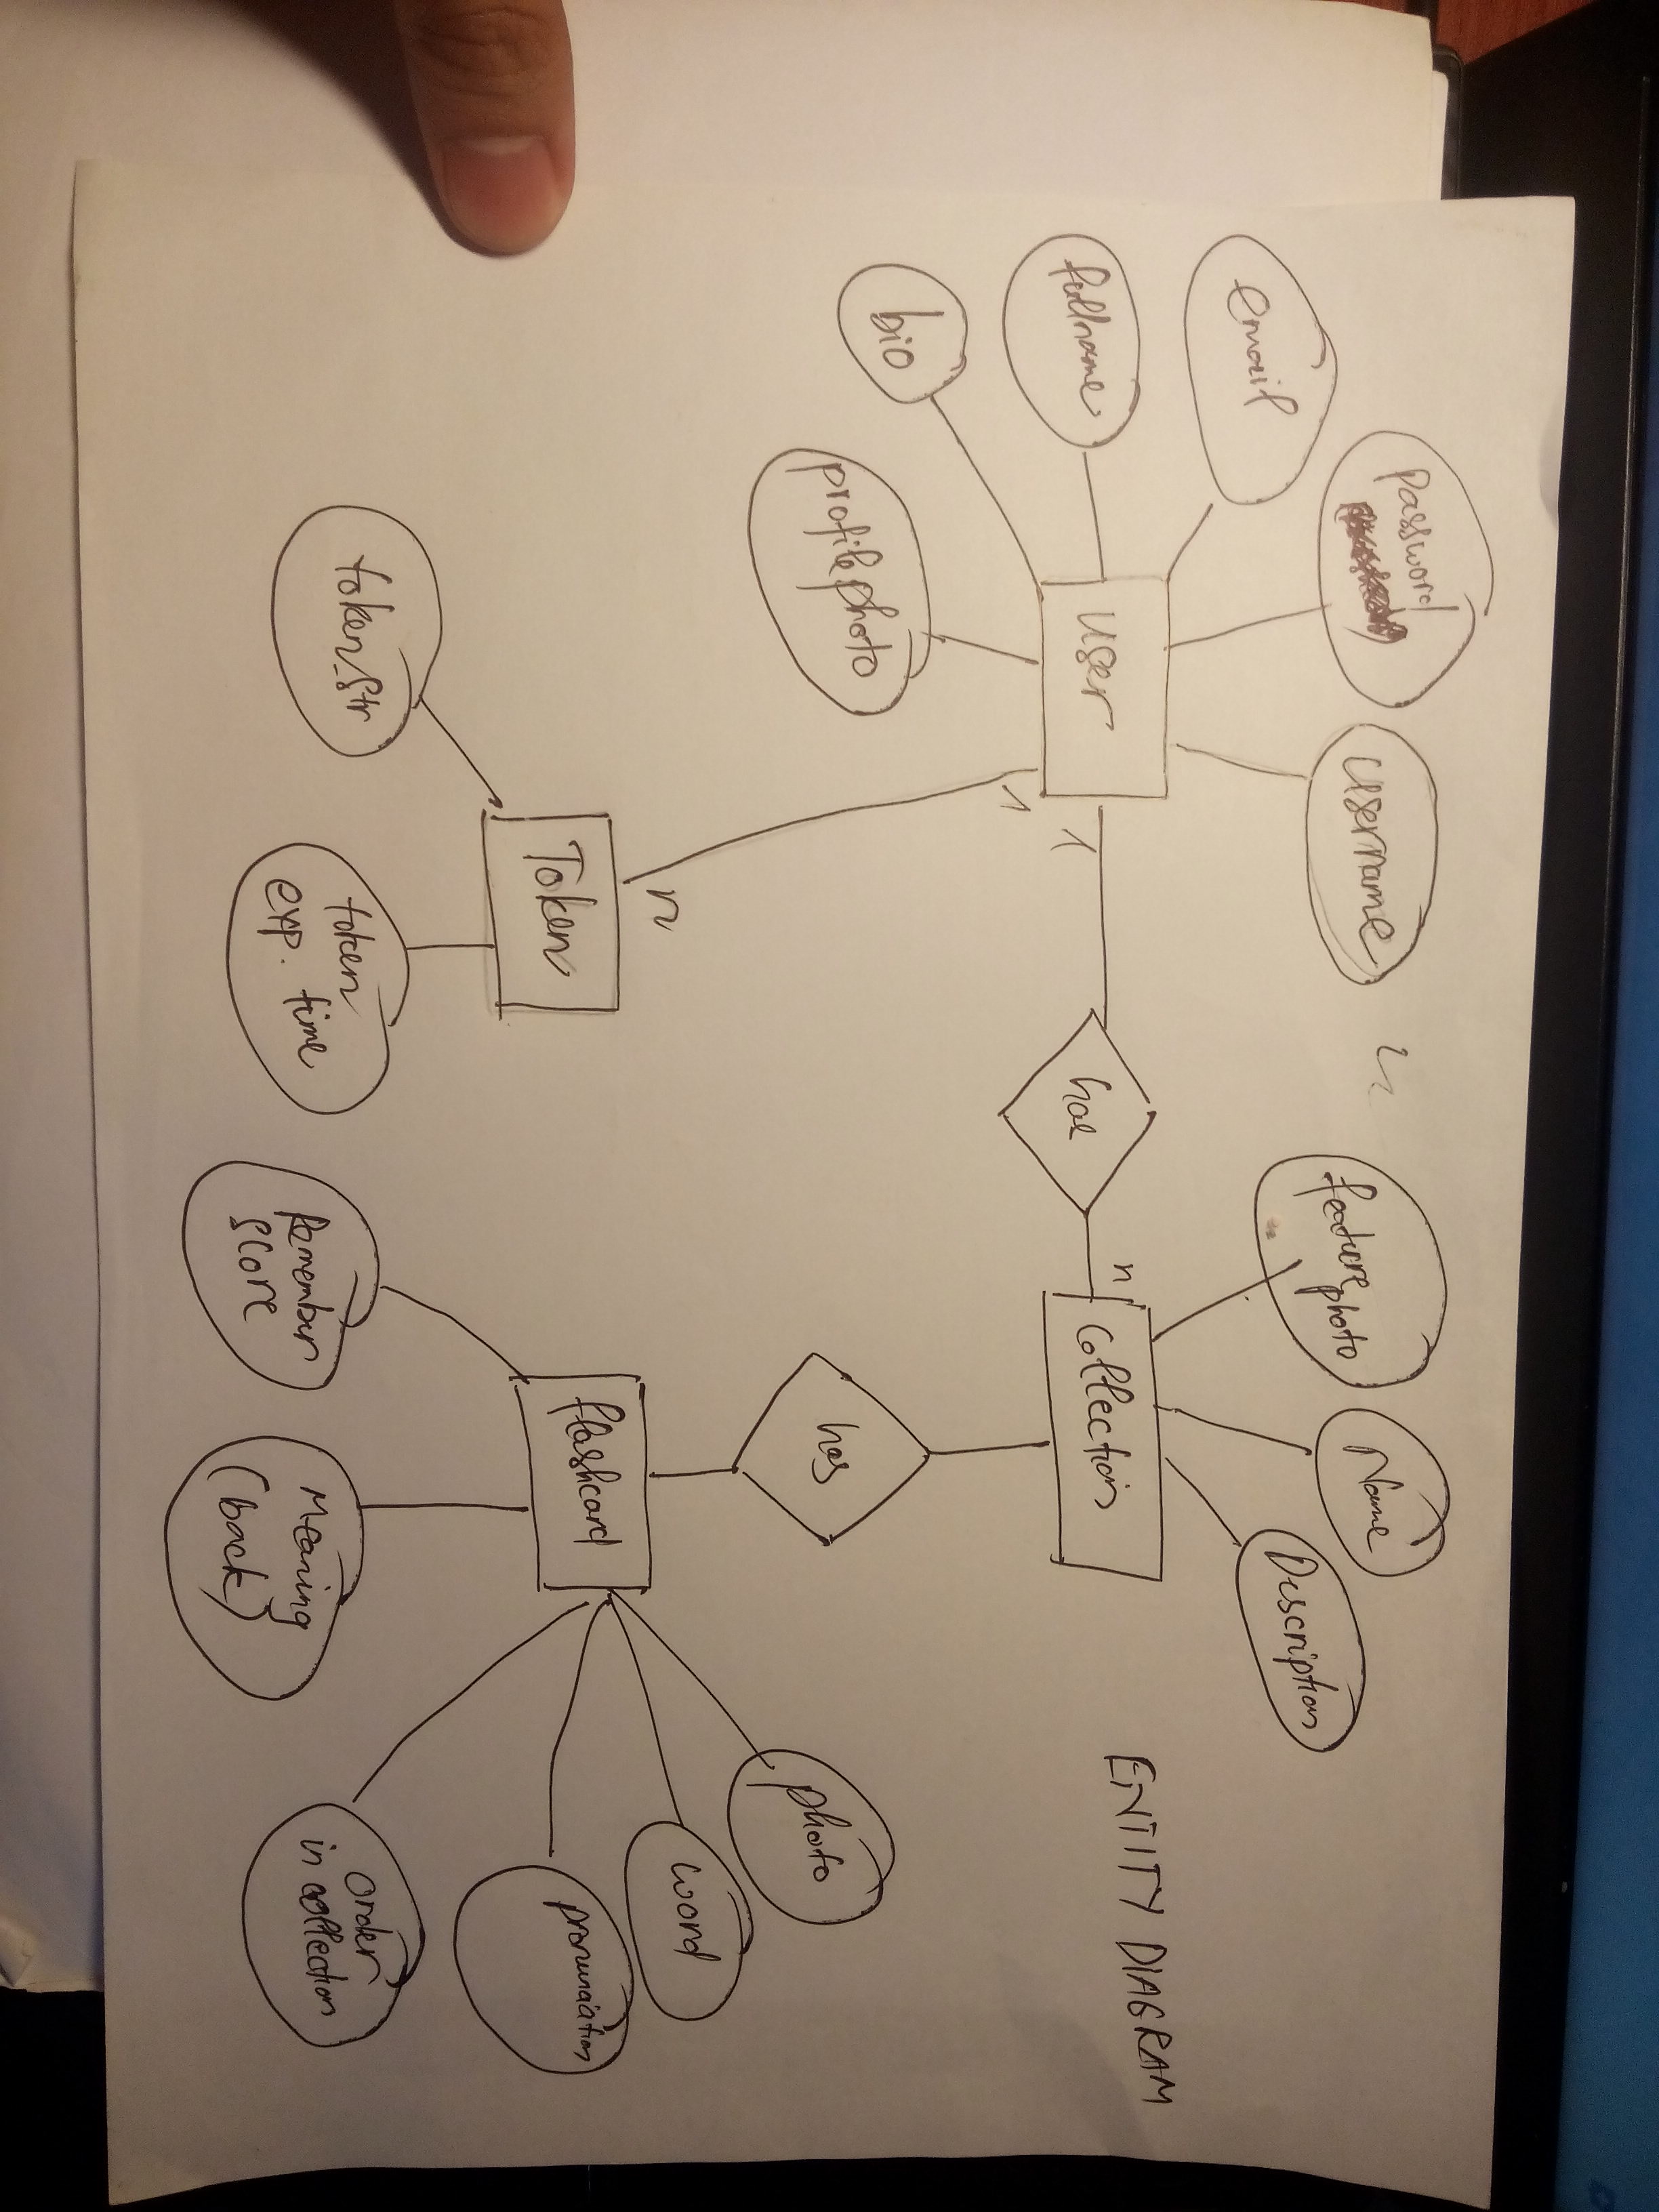 password
username
email
fullname
bio
profile photo
user
1
1
has
n
feature
photo
Name
Description
Collection
ENTITY DIAGRAM
n
Token
token_str
token
exp. time
has
flashcard
Remember
score
Meaning
(back)
photo
word
pronunciation
order
in collection